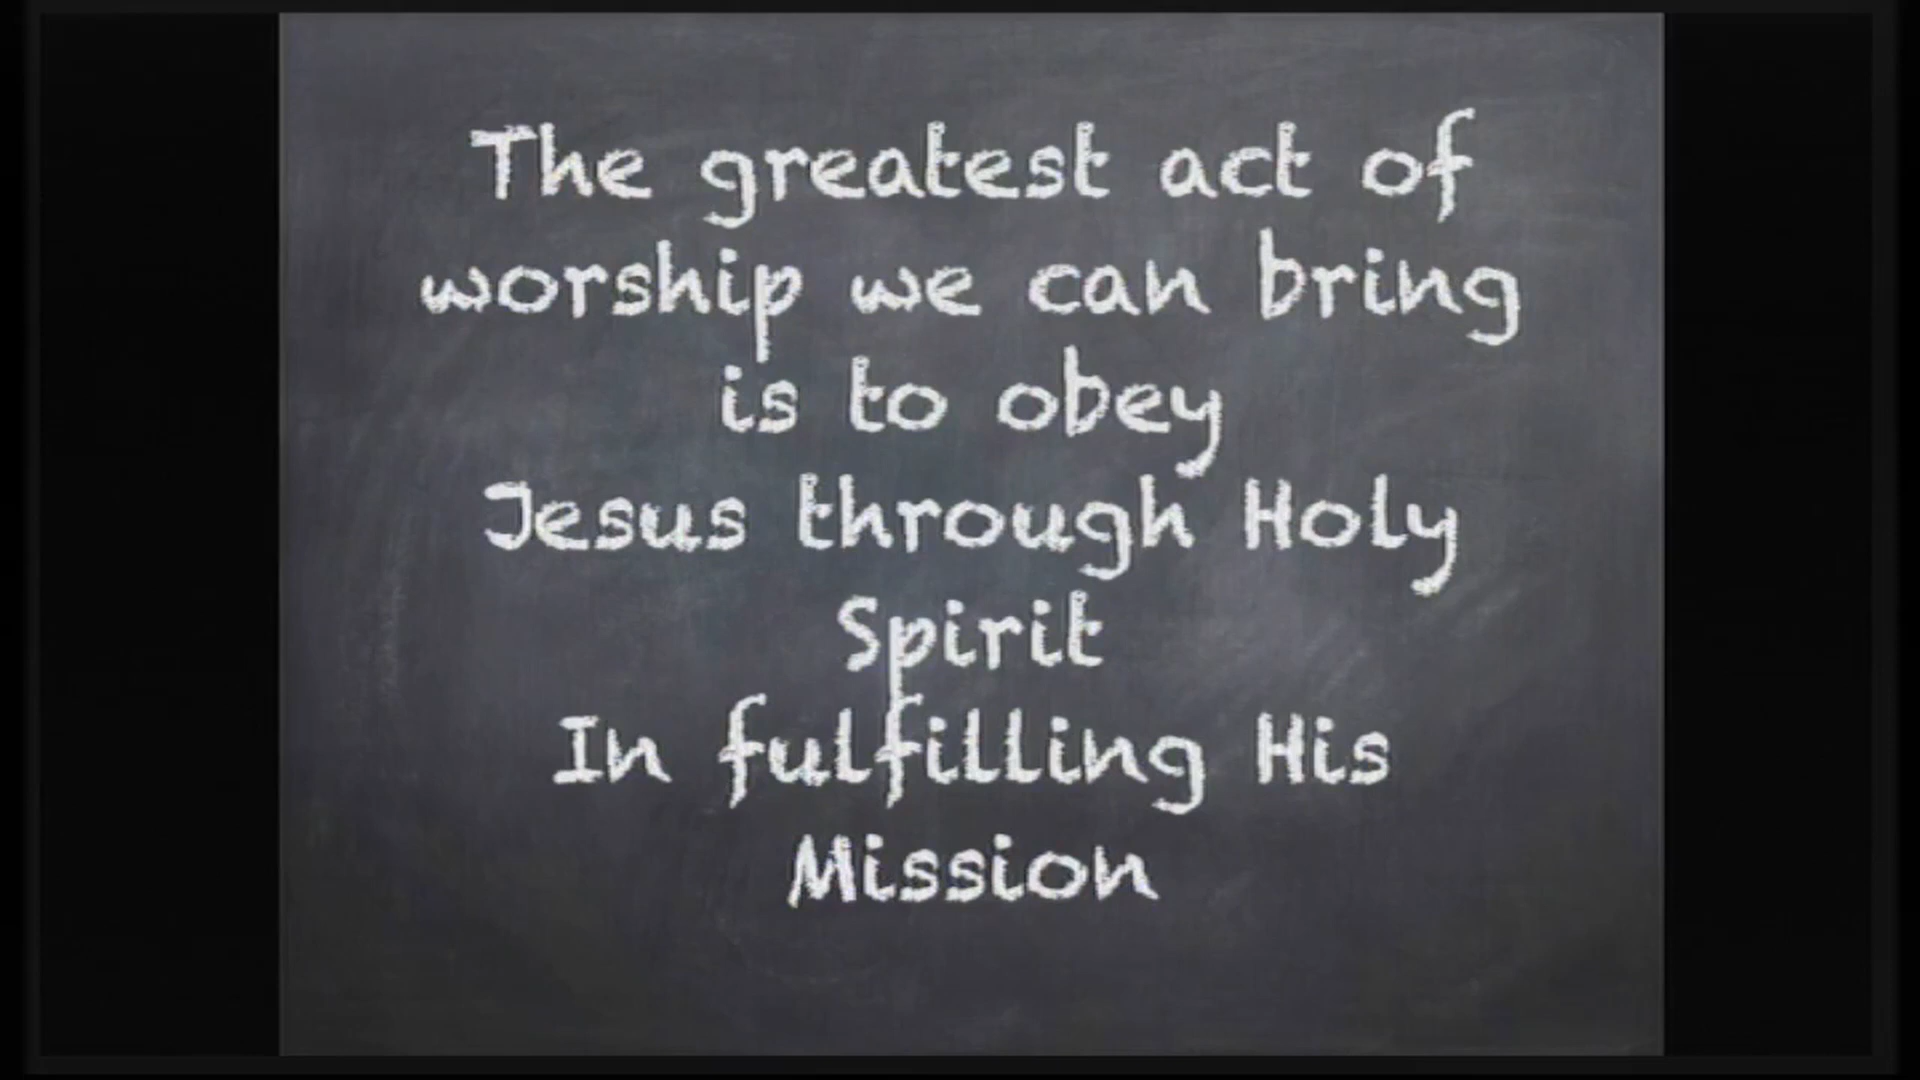 The greatest act of
worship we can bring
is to obey
Jesus through Holy
Spirit
In fulfilling His
Mission